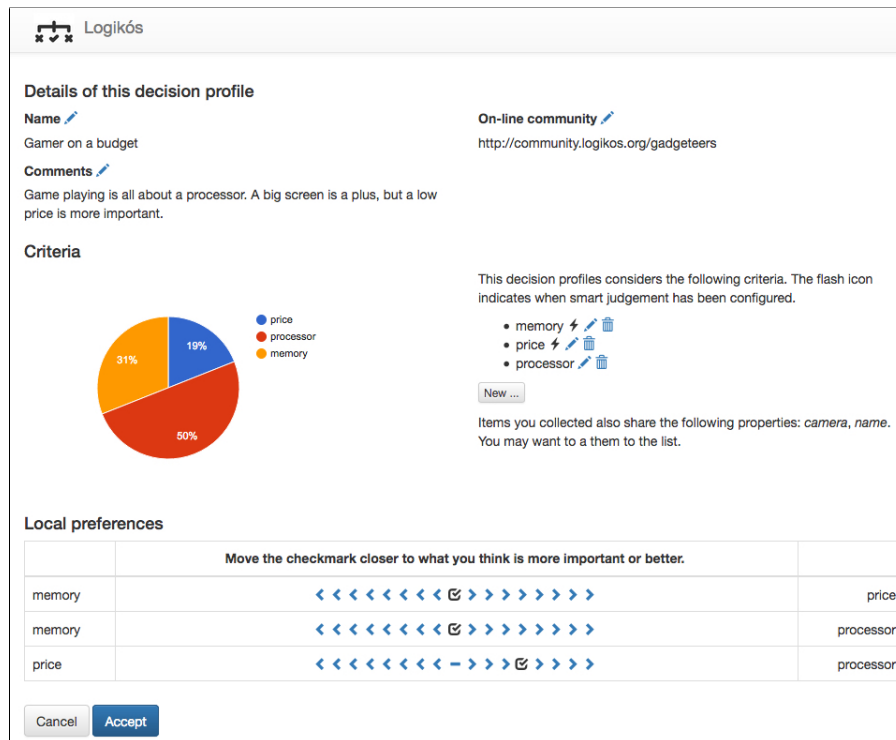 Logikós
Details of this decision profile
Name
Gamer on a budget
On-line community
http://community.logikos.org/gadgeteers
Comments
Game playing is all about a processor. A big screen is a plus, but a low
price is more important.
Criteria
19%
50%
31%
price
processor
memory
This decision profiles considers the following criteria. The flash icon
indicates when smart judgement has been configured.
• memory
• price
• processor
New ...
Items you collected also share the following properties: camera, name.
You may want to a them to the list.
Local preferences
Move the checkmark closer to what you think is more important or better.
memory price
memory processor
price processor
Cancel Accept